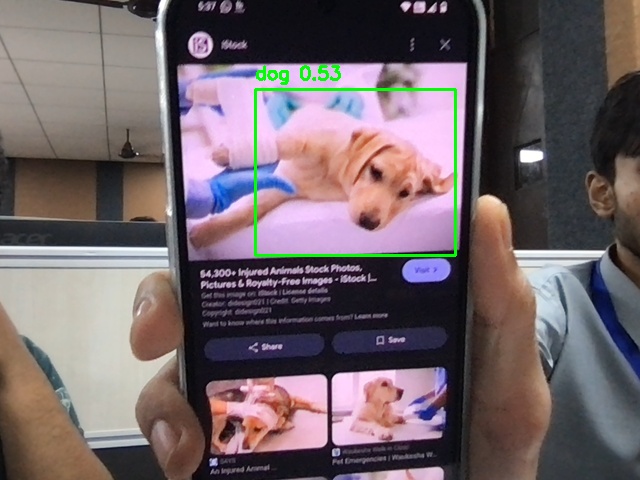 5:37
iStock
dog 0.53
54,300+ Injured Animals Stock Photos,
Pictures & Royalty-Free Images - iStock |...
Visit >
Get this image on: iStock | License details
Creator: didesign021 | Credit: Getty Images
Copyright: didesign021
Want to know where this information comes from? Learn more
Share
Save
An Injured Animal ...
Pet Emergencies | Waukesha W...
acer